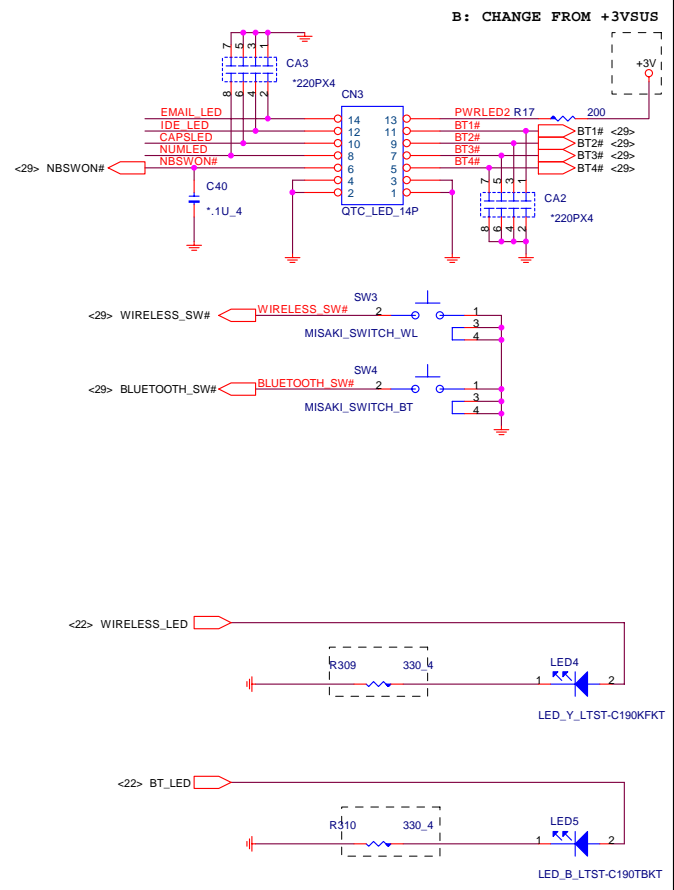 B: CHANGE FROM +3VSUS
+3V
7 5 3 1
CA3
*220PX4
8 6 4 2
CN3
EMAIL_LED
14
13
PWRLED2
R17
200
IDE_LED
12
11
BT1#
BT1# <29>
CAPSLED
10
9
BT2#
BT2# <29>
NUMLED
8
7
BT3#
BT3# <29>
<29> NBSWON#
NBSWON#
6
5
BT4#
BT4# <29>
4
3
2
1
QTC_LED_14P
C40
*.1U_4
7 5 3 1
CA2
*220PX4
8 6 4 2
<29> WIRELESS_SW#
WIRELESS_SW#
SW3
2
1
3
4
MISAKI_SWITCH_WL
<29> BLUETOOTH_SW#
BLUETOOTH_SW#
SW4
2
1
3
4
MISAKI_SWITCH_BT
<22> WIRELESS_LED
R309
330_4
LED4
1
2
LED_Y_LTST-C190KFKT
<22> BT_LED
R310
330_4
LED5
1
2
LED_B_LTST-C190TBKT